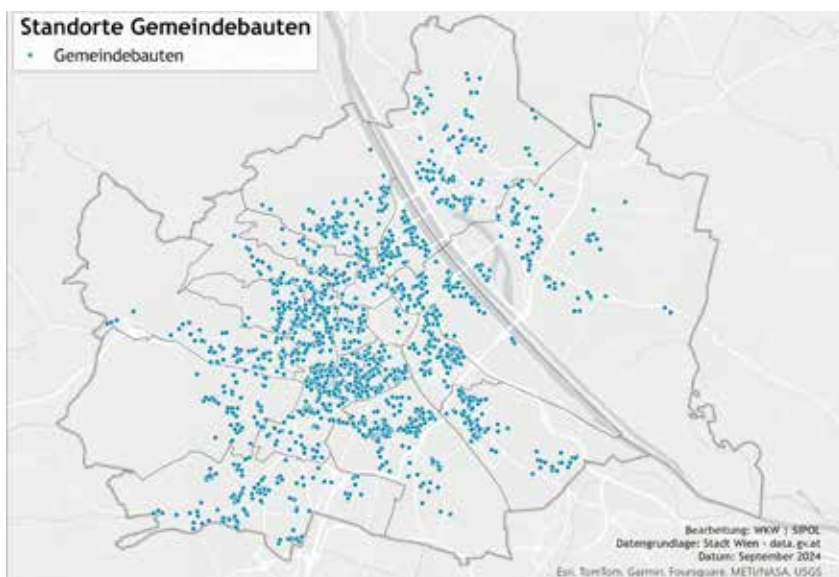 Standorte Gemeindebauten
Gemeindebauten
Bearbeitung: WKW | SIPOL
Datengrundlage: Stadt Wien - data.gv.at
Datum: September 2024
Esri, TomTom, Garmin, Foursquare, METI/NASA, USGS